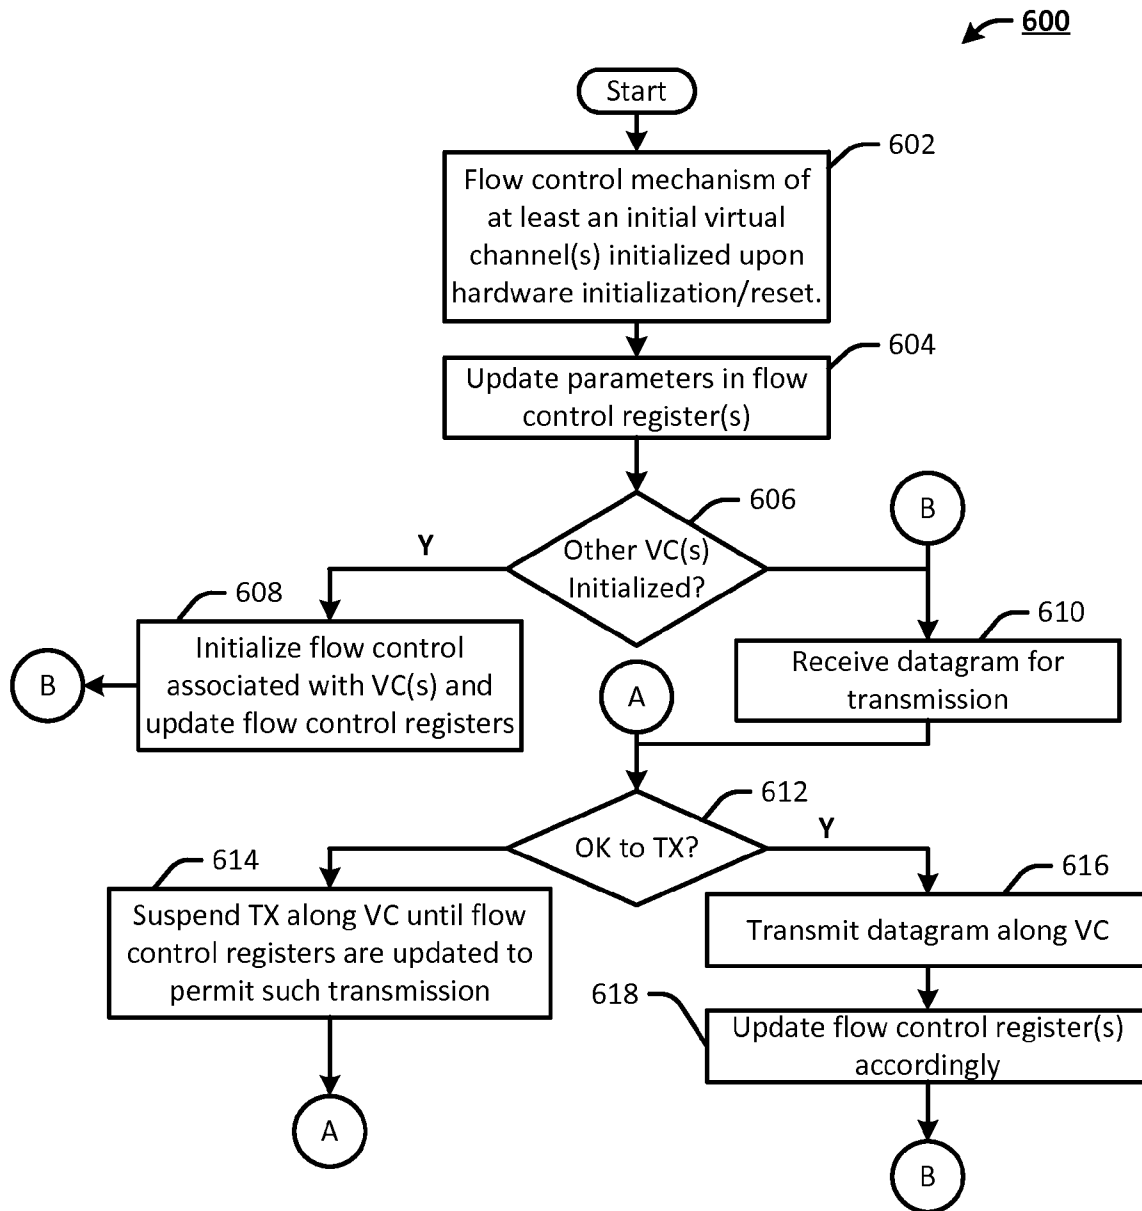 600
Start
602
Flow control mechanism of
at least an initial virtual
channel(s) initialized upon
hardware initialization/reset.
604
Update parameters in flow
control register(s)
606
B
Y
Other VC(s)
Initialized?
608
610
Initialize flow control
associated with VC(s) and
update flow control registers
B
A
Receive datagram for
transmission
612
OK to TX?
Y
614
616
Suspend TX along VC until flow
control registers are updated to
permit such transmission
Transmit datagram along VC
618
Update flow control register(s)
accordingly
A
B